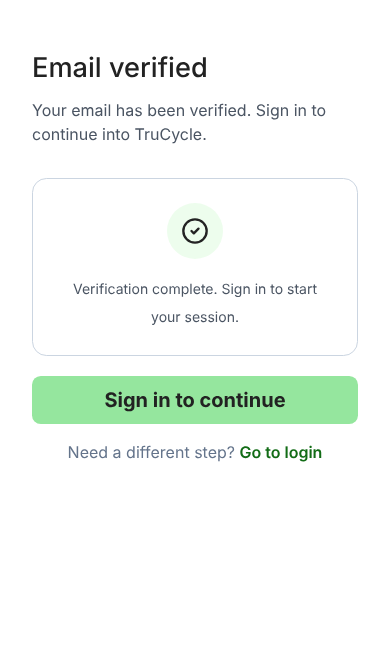 Email verified
Your email has been verified. Sign in to
continue into TruCycle.
Verification complete. Sign in to start
your session.
Sign in to continue
Need a different step? Go to login